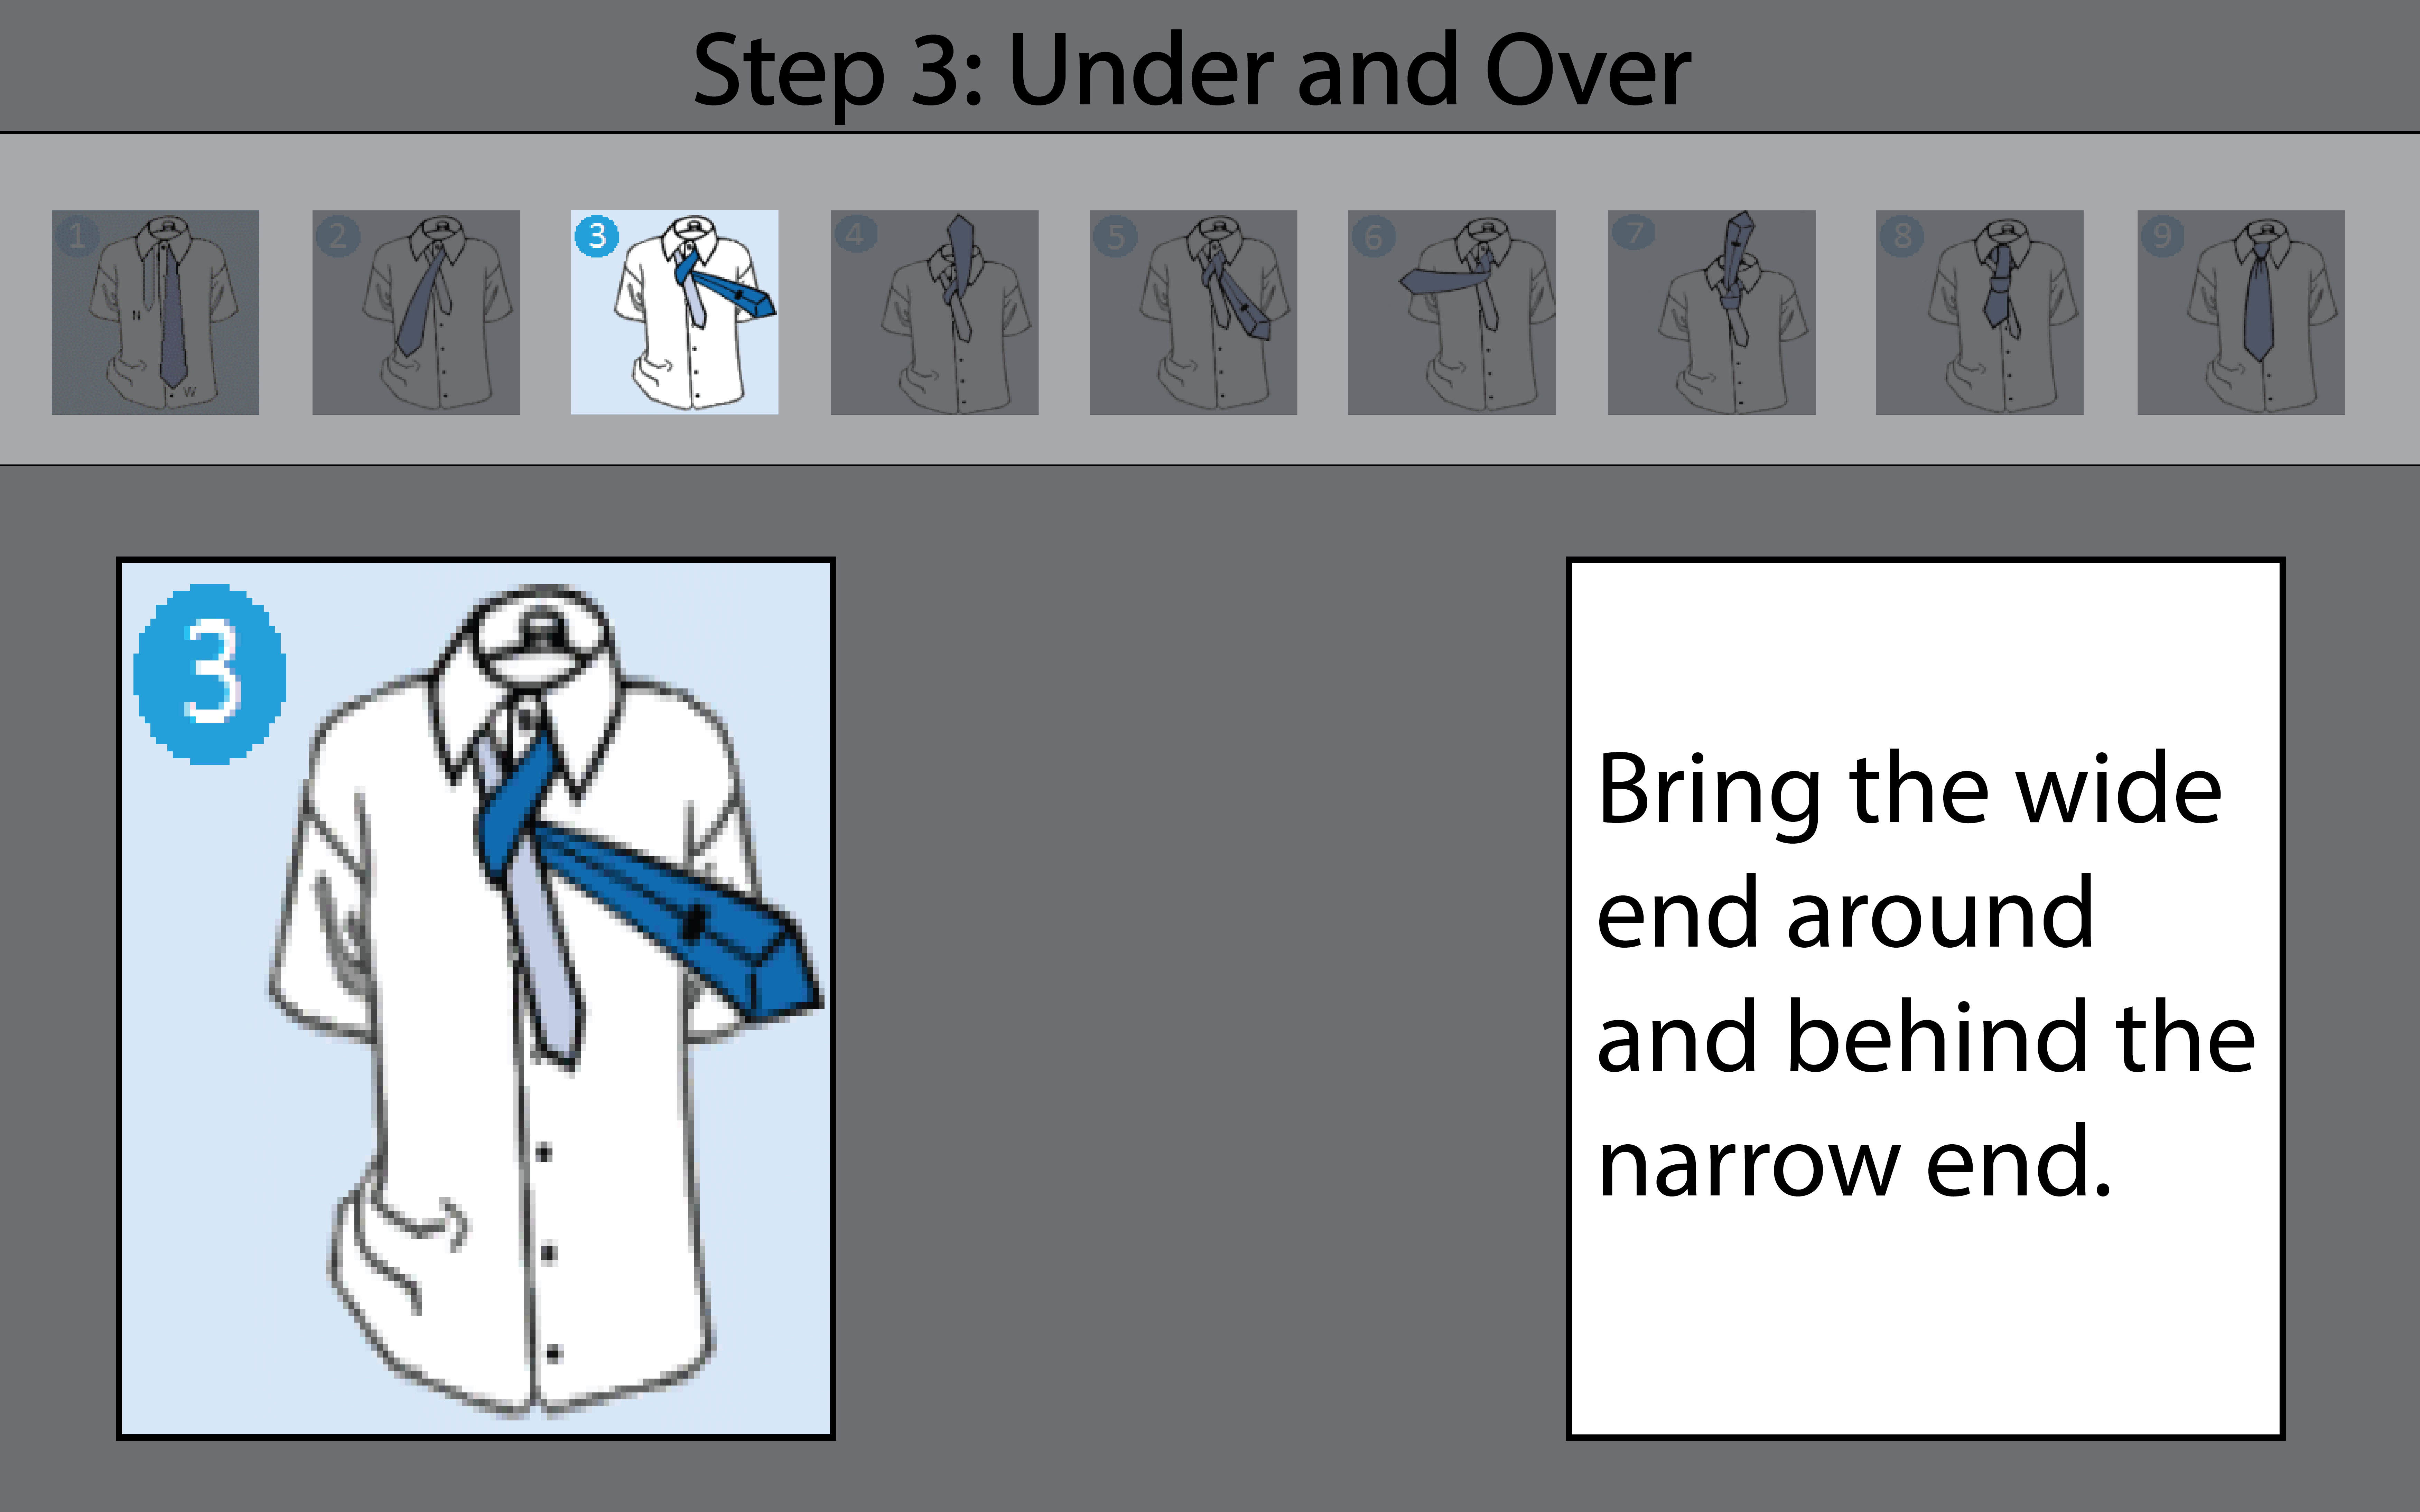 Step 3: Under and Over
1 2 3 4 5 6 7 8 9
N
W
3
Bring the wide
end around
and behind the
narrow end.